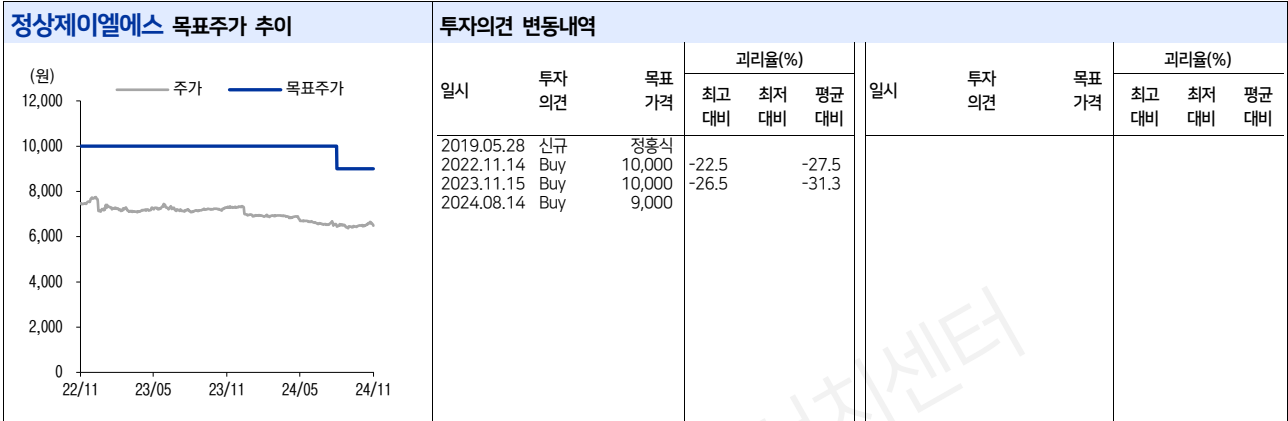 정상제이엘에스 목표주가 추이
(원)
주가 목표주가
12,000
10,000
8,000
6,000
4,000
2,000
0
22/11 23/05 23/11 24/05 24/11
투자의견 변동내역
일시 투자의견 목표가격 괴리율(%)
최고대비 최저대비 평균대비
2019.05.28 신규 정홍식
2022.11.14 Buy 10,000 -22.5 -27.5
2023.11.15 Buy 10,000 -26.5 -31.3
2024.08.14 Buy 9,000
일시 투자의견 목표가격 괴리율(%)
최고대비 최저대비 평균대비
센터